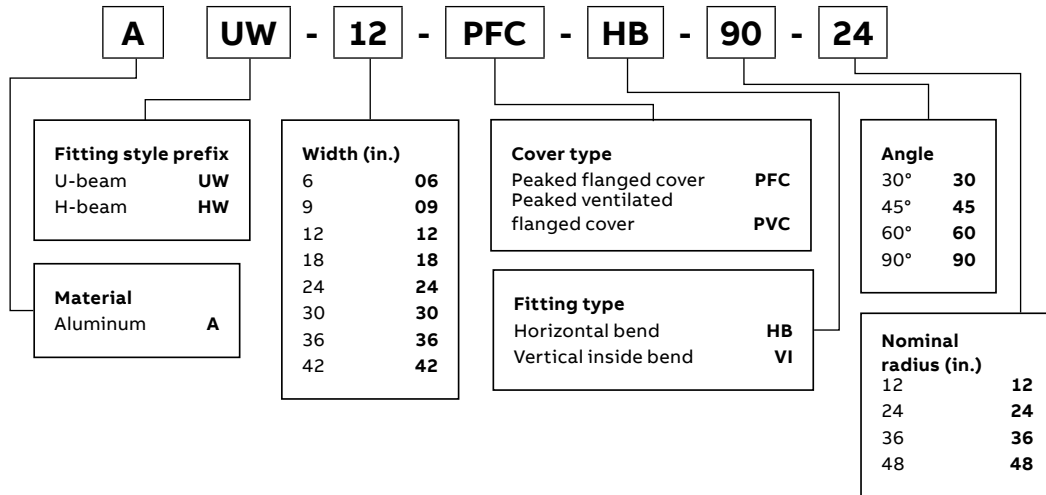 A UW - 12 - PFC - HB - 90 - 24
Fitting style prefix
U-beam UW
H-beam HW
Material
Aluminum A
Width (in.)
6 06
9 09
12 12
18 18
24 24
30 30
36 36
42 42
Cover type
Peaked flanged cover PFC
Peaked ventilated
flanged cover PVC
Fitting type
Horizontal bend HB
Vertical inside bend VI
Angle
30° 30
45° 45
60° 60
90° 90
Nominal
radius (in.)
12 12
24 24
36 36
48 48